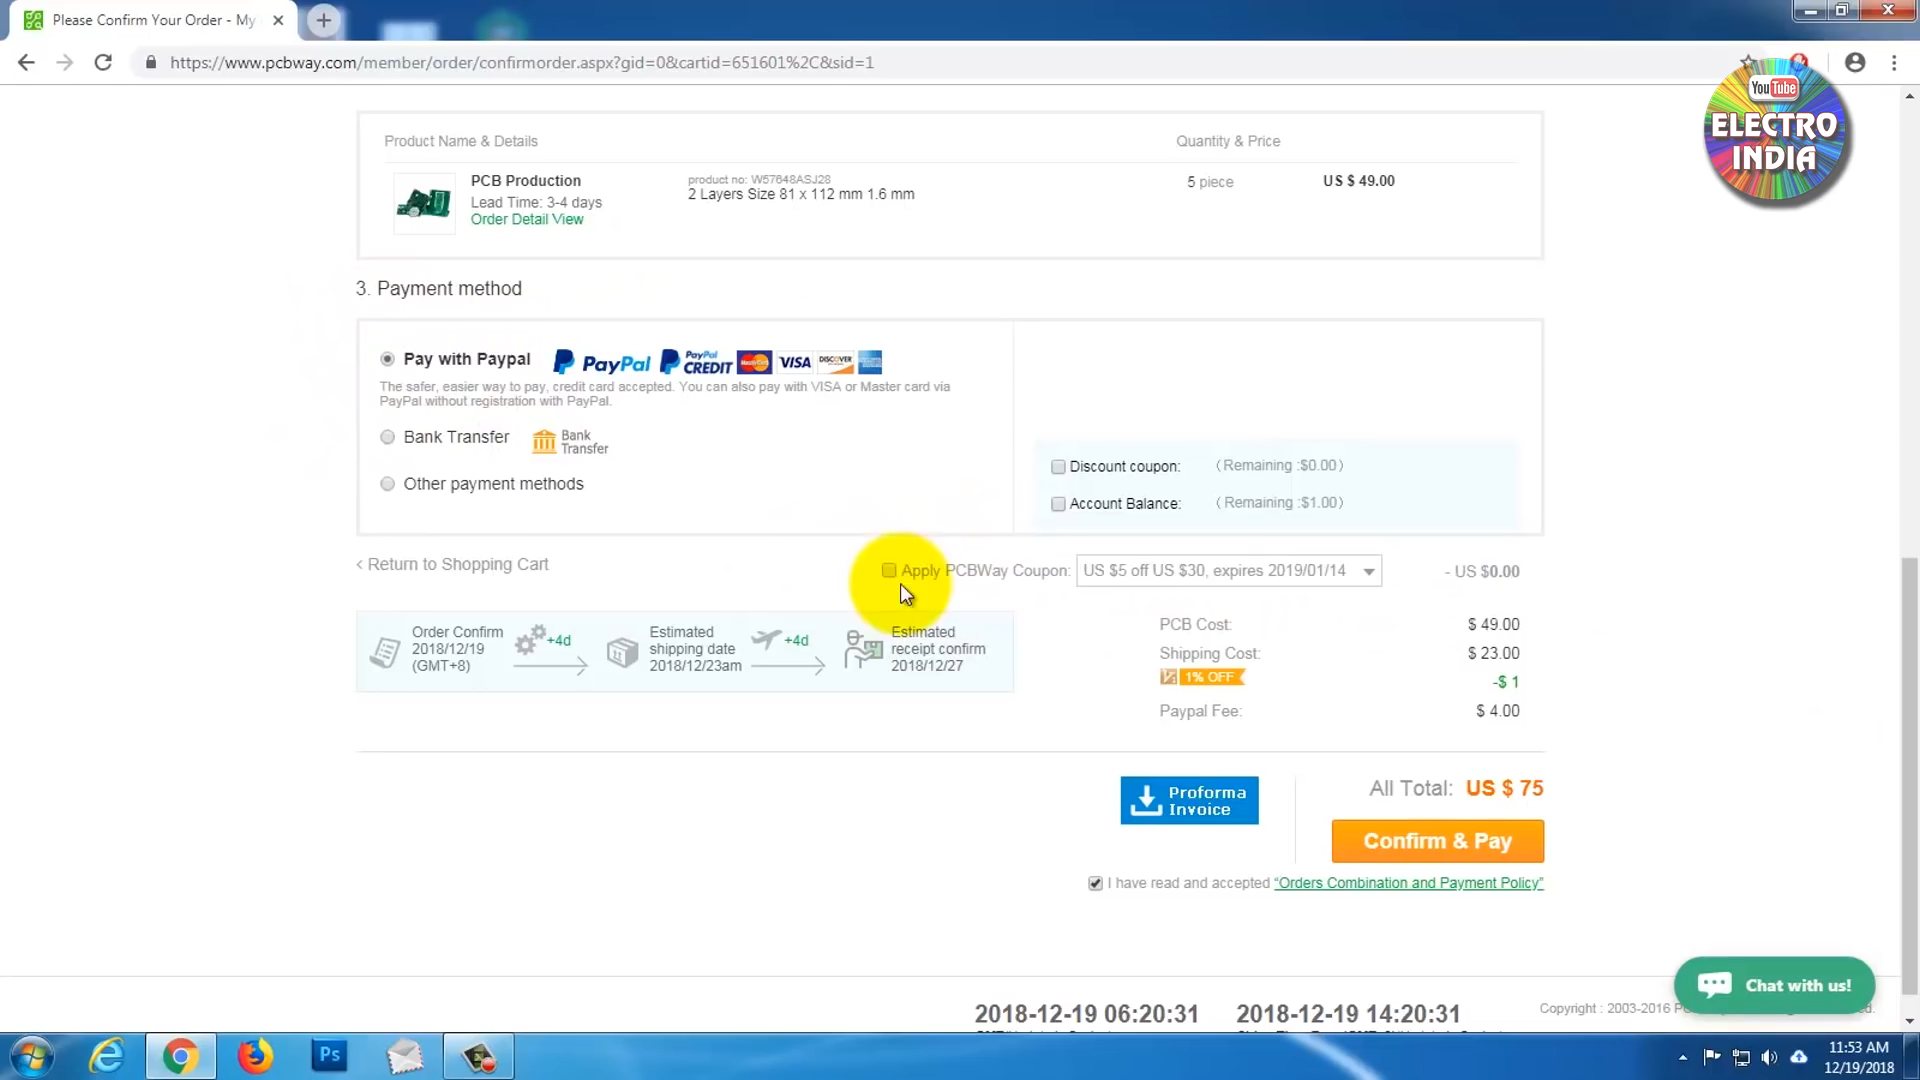 Please Confirm Your Order - My
https://www.pcbway.com/member/order/confirmorder.aspx?gid=0&cartid=651601%2C&sid=1
You Tube
ELECTRO
INDIA
Product Name & Details
Quantity & Price
PCB Production
Lead Time: 3-4 days
Order Detail View
product no: W57648ASJ28
2 Layers Size 81 x 112 mm 1.6 mm
5 piece
US $ 49.00
3. Payment method
Pay with Paypal
PayPal
PayPal CREDIT
MasterCard
VISA
DISCOVER
The safer, easier way to pay, credit card accepted. You can also pay with VISA or Master card via
PayPal without registration with PayPal.
Bank Transfer
Bank
Transfer
Other payment methods
Discount coupon:
(Remaining :$0.00)
Account Balance:
(Remaining :$1.00)
< Return to Shopping Cart
Apply PCBWay Coupon:
US $5 off US $30, expires 2019/01/14
- US $0.00
Order Confirm
2018/12/19
(GMT+8)
+4d
Estimated
shipping date
2018/12/23am
+4d
Estimated
receipt confirm
2018/12/27
PCB Cost:
$ 49.00
Shipping Cost:
$ 23.00
1% OFF
-$ 1
Paypal Fee:
$ 4.00
Proforma
Invoice
All Total: US $ 75
Confirm & Pay
I have read and accepted “Orders Combination and Payment Policy”
Chat with us!
2018-12-19 06:20:31
2018-12-19 14:20:31
Copyright : 2003-2016
Ps
11:53 AM
12/19/2018